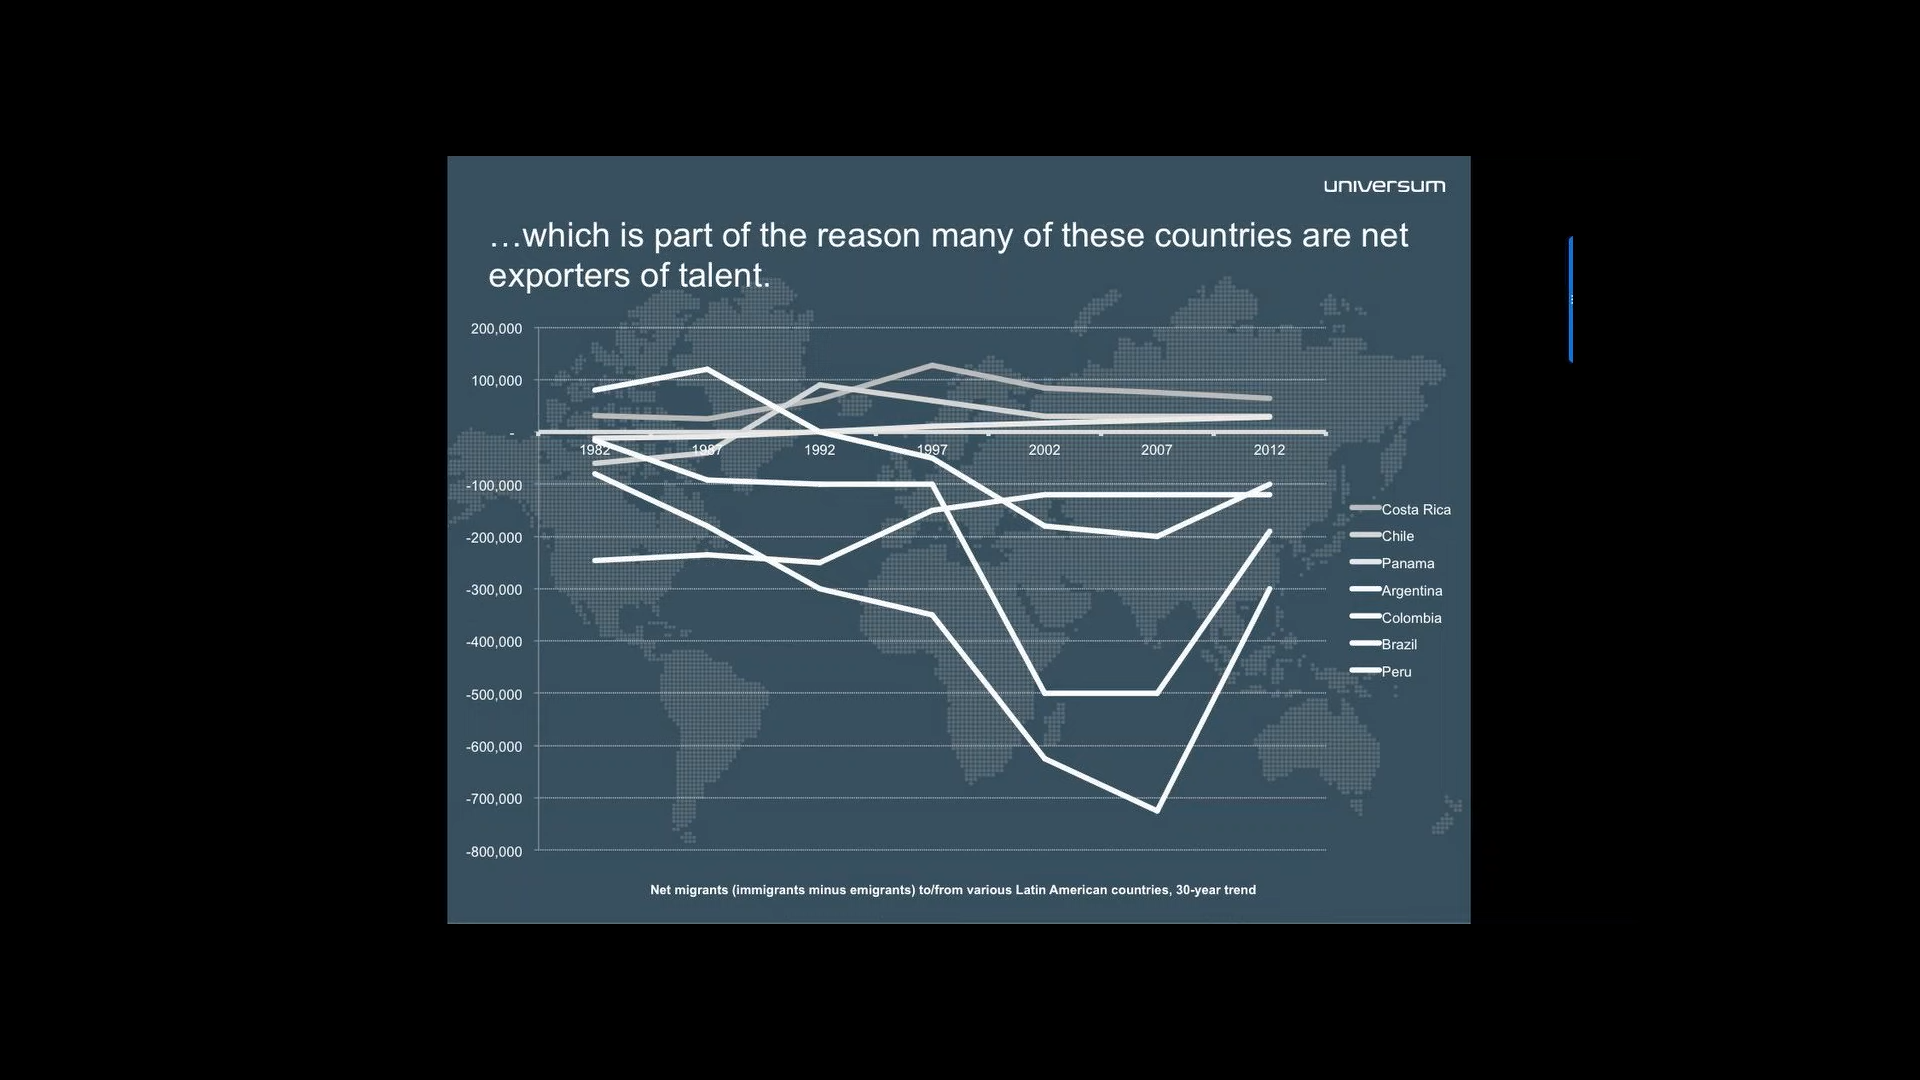 universum
…which is part of the reason many of these countries are net
exporters of talent.
200,000
100,000
-
1982 1987 1992 1997 2002 2007 2012
-100,000
-200,000
-300,000
-400,000
-500,000
-600,000
-700,000
-800,000
Costa Rica
Chile
Panama
Argentina
Colombia
Brazil
Peru
Net migrants (immigrants minus emigrants) to/from various Latin American countries, 30-year trend